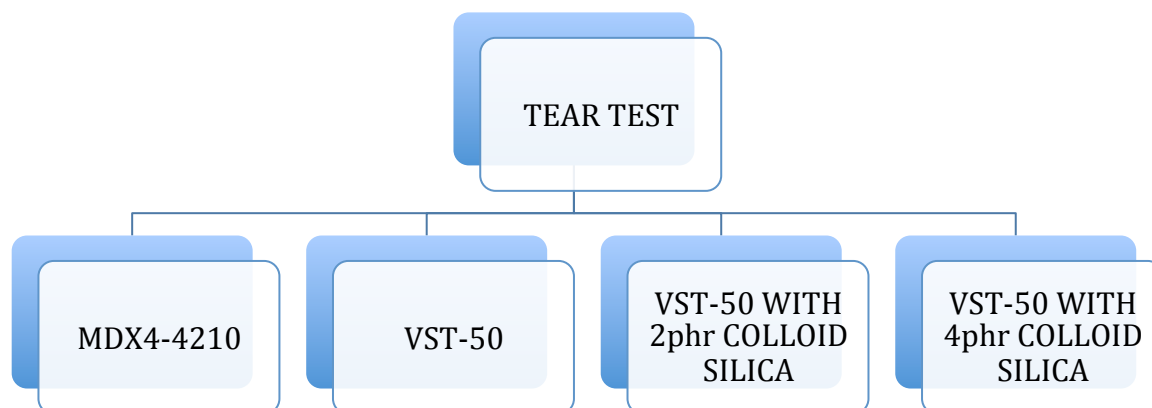 TEAR TEST
MDX4-4210
VST-50
VST-50 WITH
2phr COLLOID
SILICA
VST-50 WITH
4phr COLLOID
SILICA